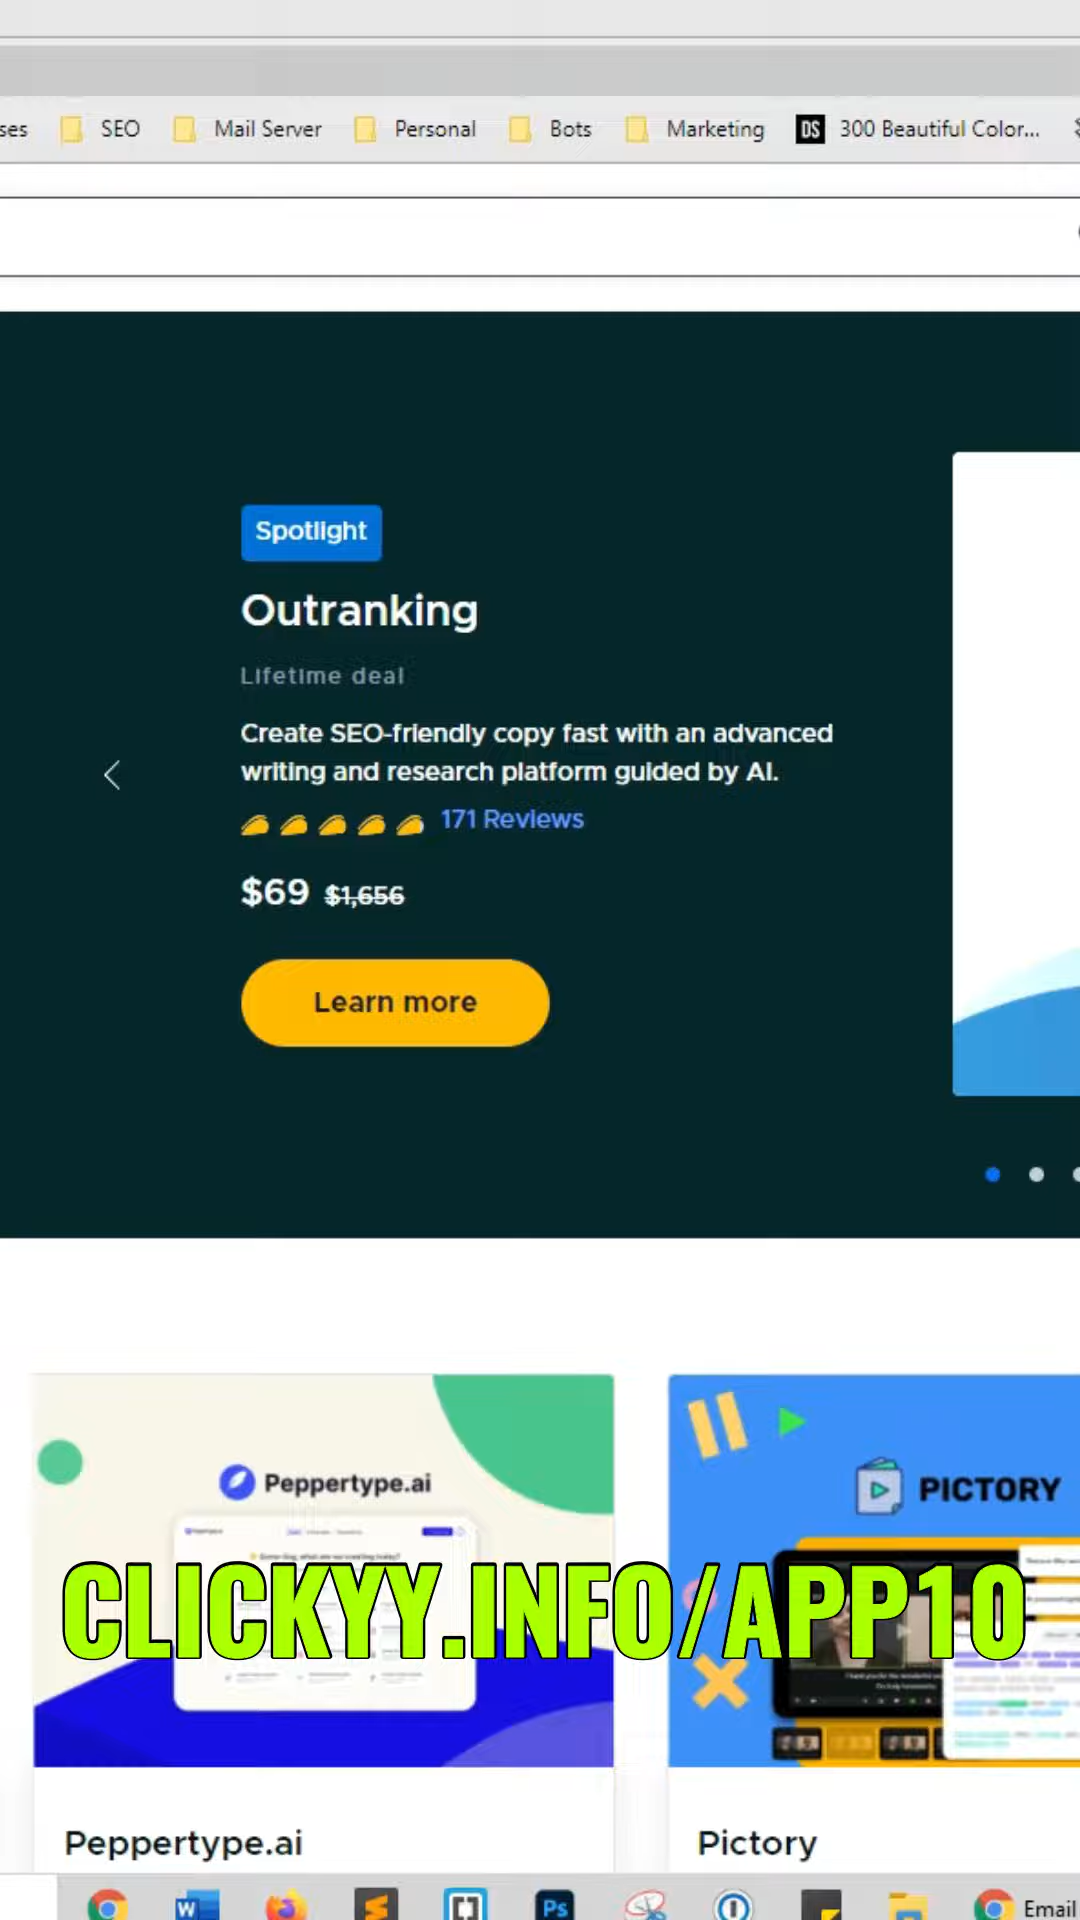 ses SEO Mail Server Personal Bots Marketing DS 300 Beautiful Color...
Spotlight
Outranking
Lifetime deal
Create SEO-friendly copy fast with an advanced
writing and research platform guided by AI.
171 Reviews
$69 $1,656
Learn more
Peppertype.ai
PICTORY
CLICKYY.INFO/APP10
Peppertype.ai
Pictory
W Ps Email